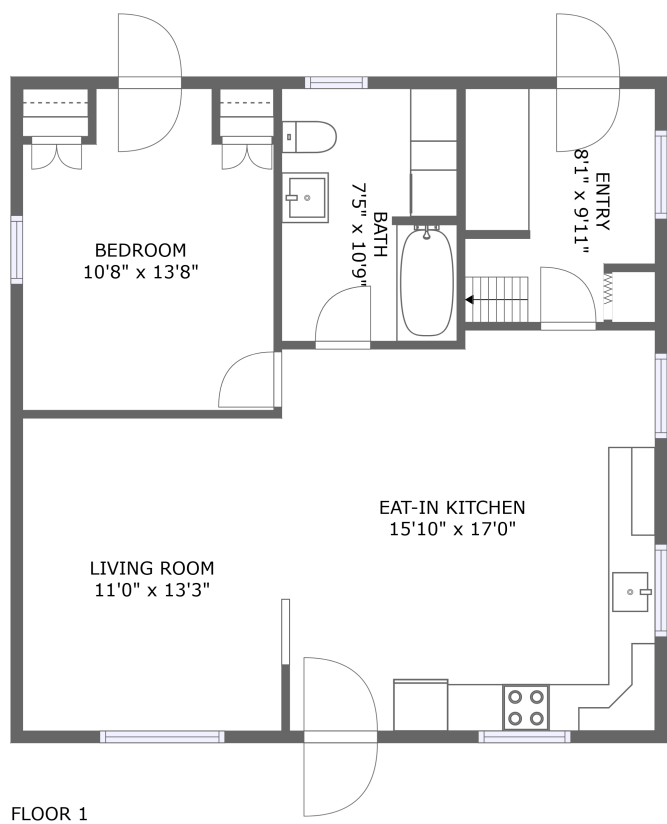 ENTRY
8'1" x 9'11"
BATH
7'5" x 10'9"
BEDROOM
10'8" x 13'8"
EAT-IN KITCHEN
15'10" x 17'0"
LIVING ROOM
11'0" x 13'3"
FLOOR 1